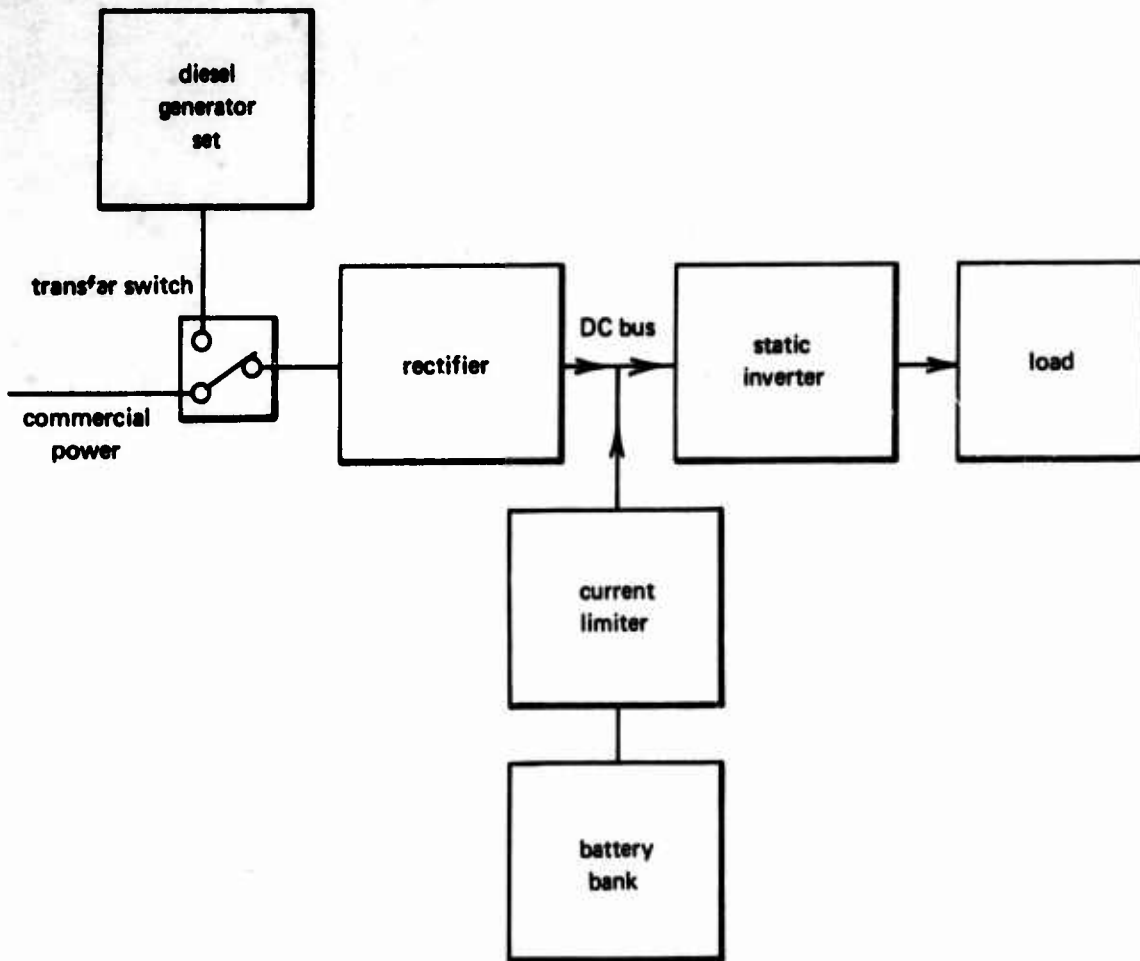 diesel
generator
set
transfer switch
commercial
power
rectifier
DC bus
static
inverter
load
current
limiter
battery
bank